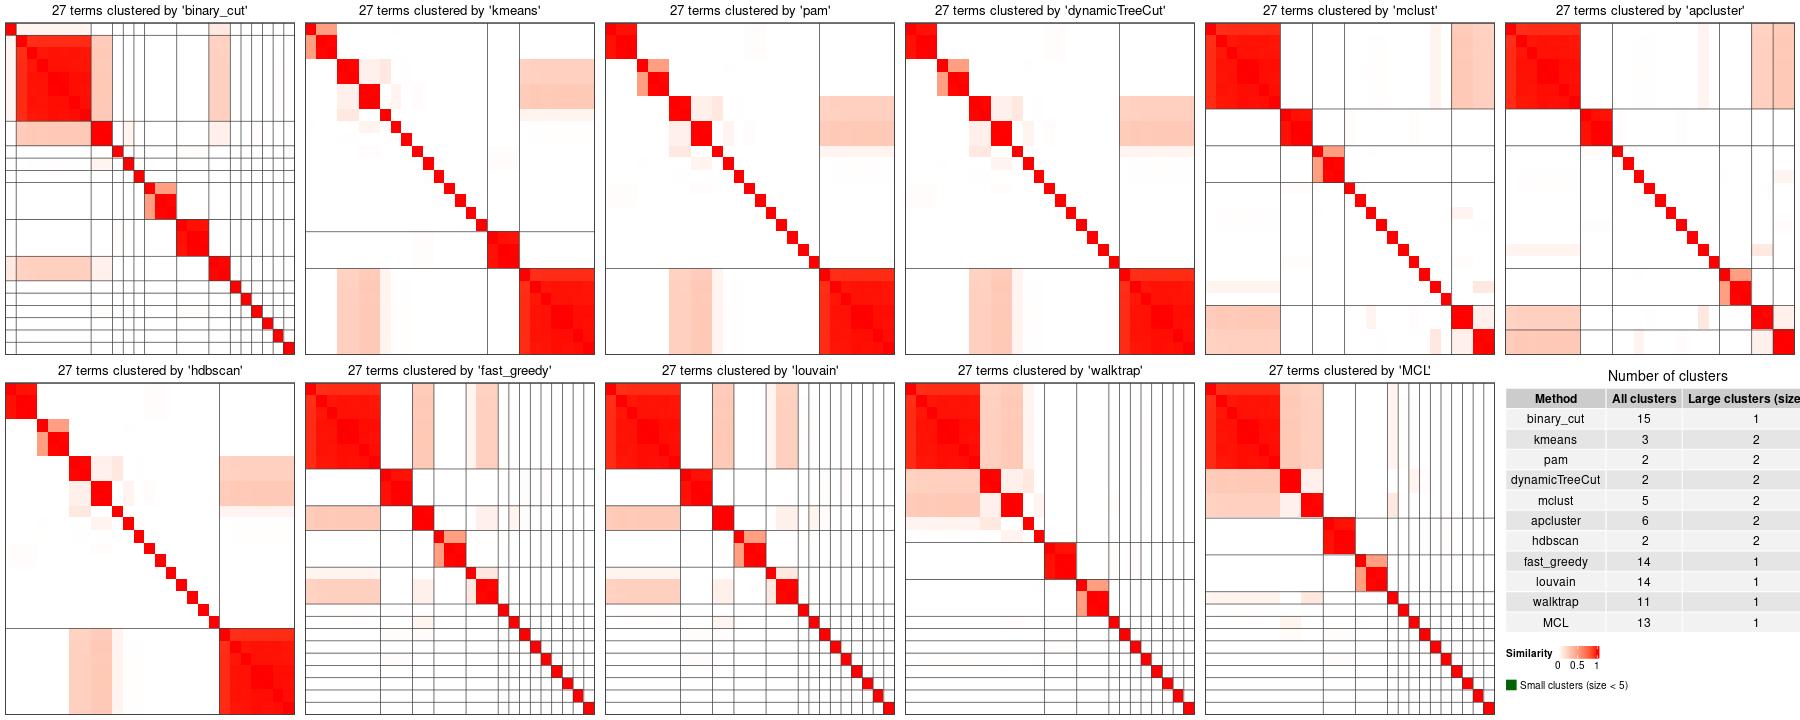 27 terms clustered by 'binary_cut'
27 terms clustered by 'kmeans'
27 terms clustered by 'pam'
27 terms clustered by 'dynamicTreeCut'
27 terms clustered by 'mclust'
27 terms clustered by 'apcluster'
27 terms clustered by 'hdbscan'
27 terms clustered by 'fast_greedy'
27 terms clustered by 'louvain'
27 terms clustered by 'walktrap'
27 terms clustered by 'MCL'
Number of clusters
Method All clusters Large clusters (size
binary_cut 15 1
kmeans 3 2
pam 2 2
dynamicTreeCut 2 2
mclust 5 2
apcluster 6 2
hdbscan 2 2
fast_greedy 14 1
louvain 14 1
walktrap 11 1
MCL 13 1
Similarity
0 0.5 1
Small clusters (size < 5)